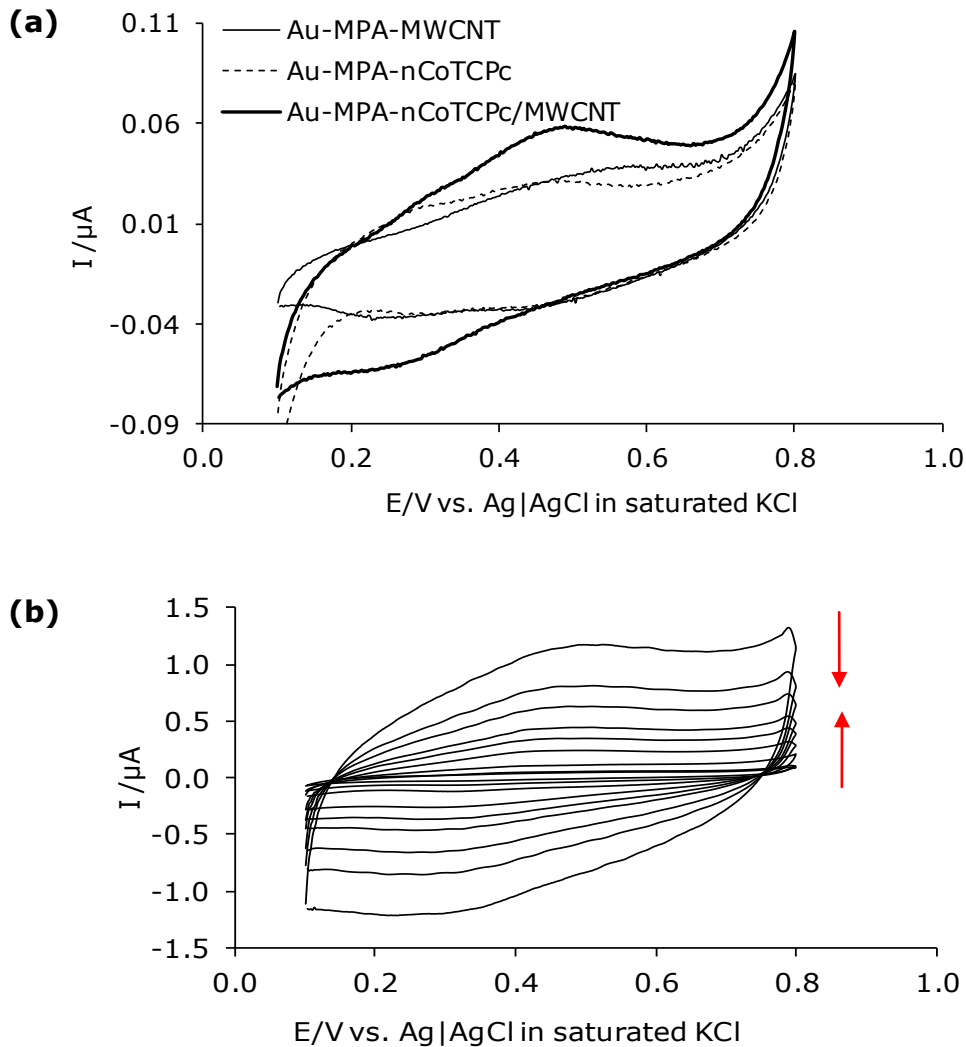 (a)
0.11
0.06
0.01
-0.04
-0.09
I /µA
Au-MPA-MWCNT
Au-MPA-nCoTCPc
Au-MPA-nCoTCPc/MWCNT
0.0 0.2 0.4 0.6 0.8 1.0
E/V vs. Ag|AgCl in saturated KCl
(b)
1.5
1.0
0.5
0.0
-0.5
-1.0
-1.5
I /µA
0.0 0.2 0.4 0.6 0.8 1.0
E/V vs. Ag|AgCl in saturated KCl